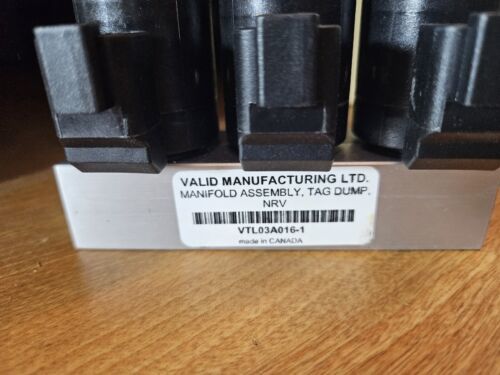 VALID MANUFACTURING LTD.
MANIFOLD ASSEMBLY, TAG DUMP,
NRV
VTL03A016-1
made in CANADA